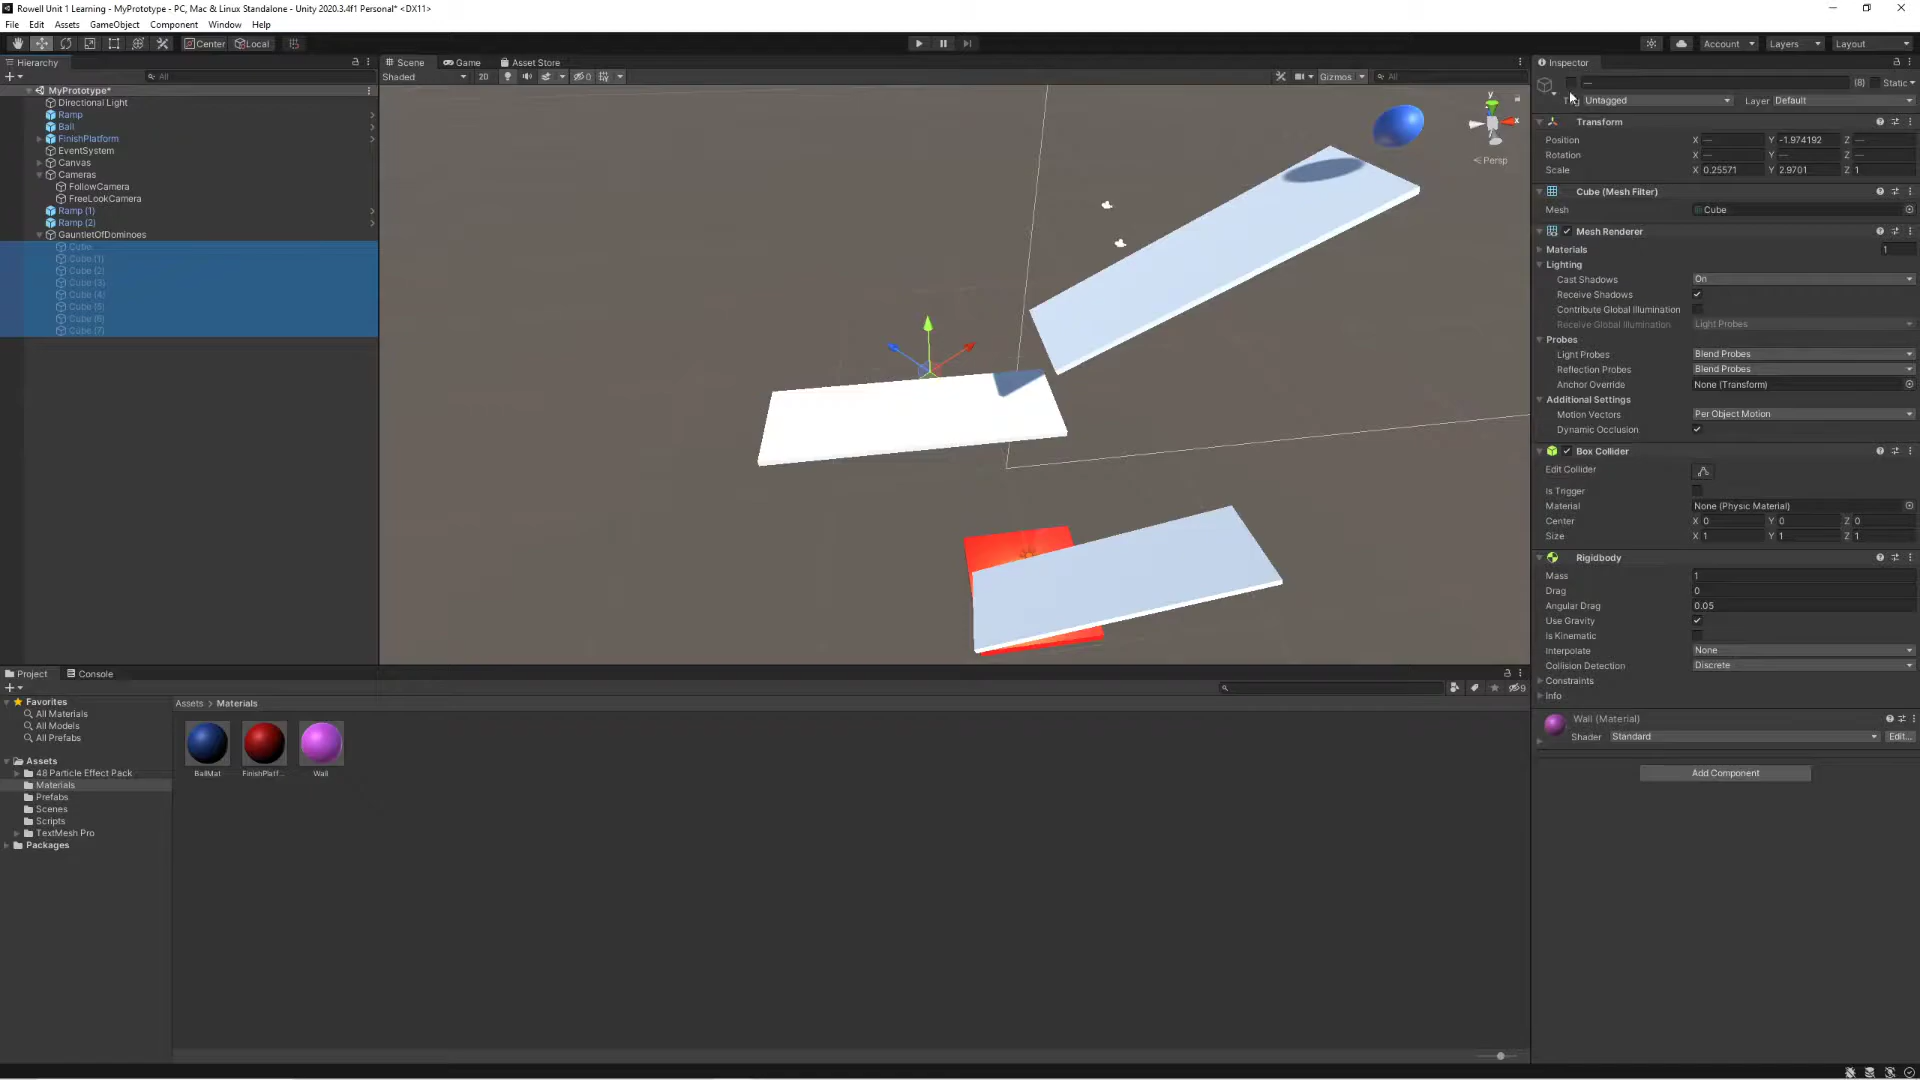 Rowell Unit 1 Learning - MyPrototype - PC, Mac & Linux Standalone - Unity 2020.3.4f1 Personal* <DX11>
File Edit Assets GameObject Component Window Help
Center Local Account Layers Layout
Hierarchy
All
MyPrototype*
Directional Light
Ramp
Ball
FinishPlatform
EventSystem
Canvas
Cameras
FollowCamera
FreeLookCamera
Ramp (1)
Ramp (2)
GauntletOfDominoes
Cube
Cube (1)
Cube (2)
Cube (3)
Cube (4)
Cube (5)
Cube (6)
Cube (7)
Scene Game Asset Store
Shaded 2D 0 Gizmos All
y
x
Persp
Inspector
— (8) Static
Untagged Layer Default
Transform
Position X — Y -1.974192 Z —
Rotation X — Y — Z —
Scale X 0.25571 Y 2.9701 Z 1
Cube (Mesh Filter)
Mesh Cube
Mesh Renderer
Materials 1
Lighting
Cast Shadows On
Receive Shadows
Contribute Global Illumination
Receive Global Illumination Light Probes
Probes
Light Probes Blend Probes
Reflection Probes Blend Probes
Anchor Override None (Transform)
Additional Settings
Motion Vectors Per Object Motion
Dynamic Occlusion
Box Collider
Edit Collider
Is Trigger
Material None (Physic Material)
Center X 0 Y 0 Z 0
Size X 1 Y 1 Z 1
Rigidbody
Mass 1
Drag 0
Angular Drag 0.05
Use Gravity
Is Kinematic
Interpolate None
Collision Detection Discrete
Constraints
Info
Wall (Material)
Shader Standard Edit...
Add Component
Project Console
9
Favorites
All Materials
All Models
All Prefabs
Assets
48 Particle Effect Pack
Materials
Prefabs
Scenes
Scripts
TextMesh Pro
Packages
Assets > Materials
BallMat FinishPlatf... Wall